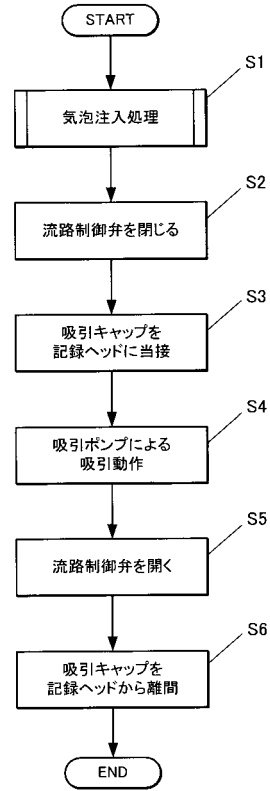 START
S1
気泡注入処理
S2
流路制御弁を閉じる
S3
吸引キャップを
記録ヘッドに当接
S4
吸引ポンプによる
吸引動作
S5
流路制御弁を開く
S6
吸引キャップを
記録ヘッドから離間
END